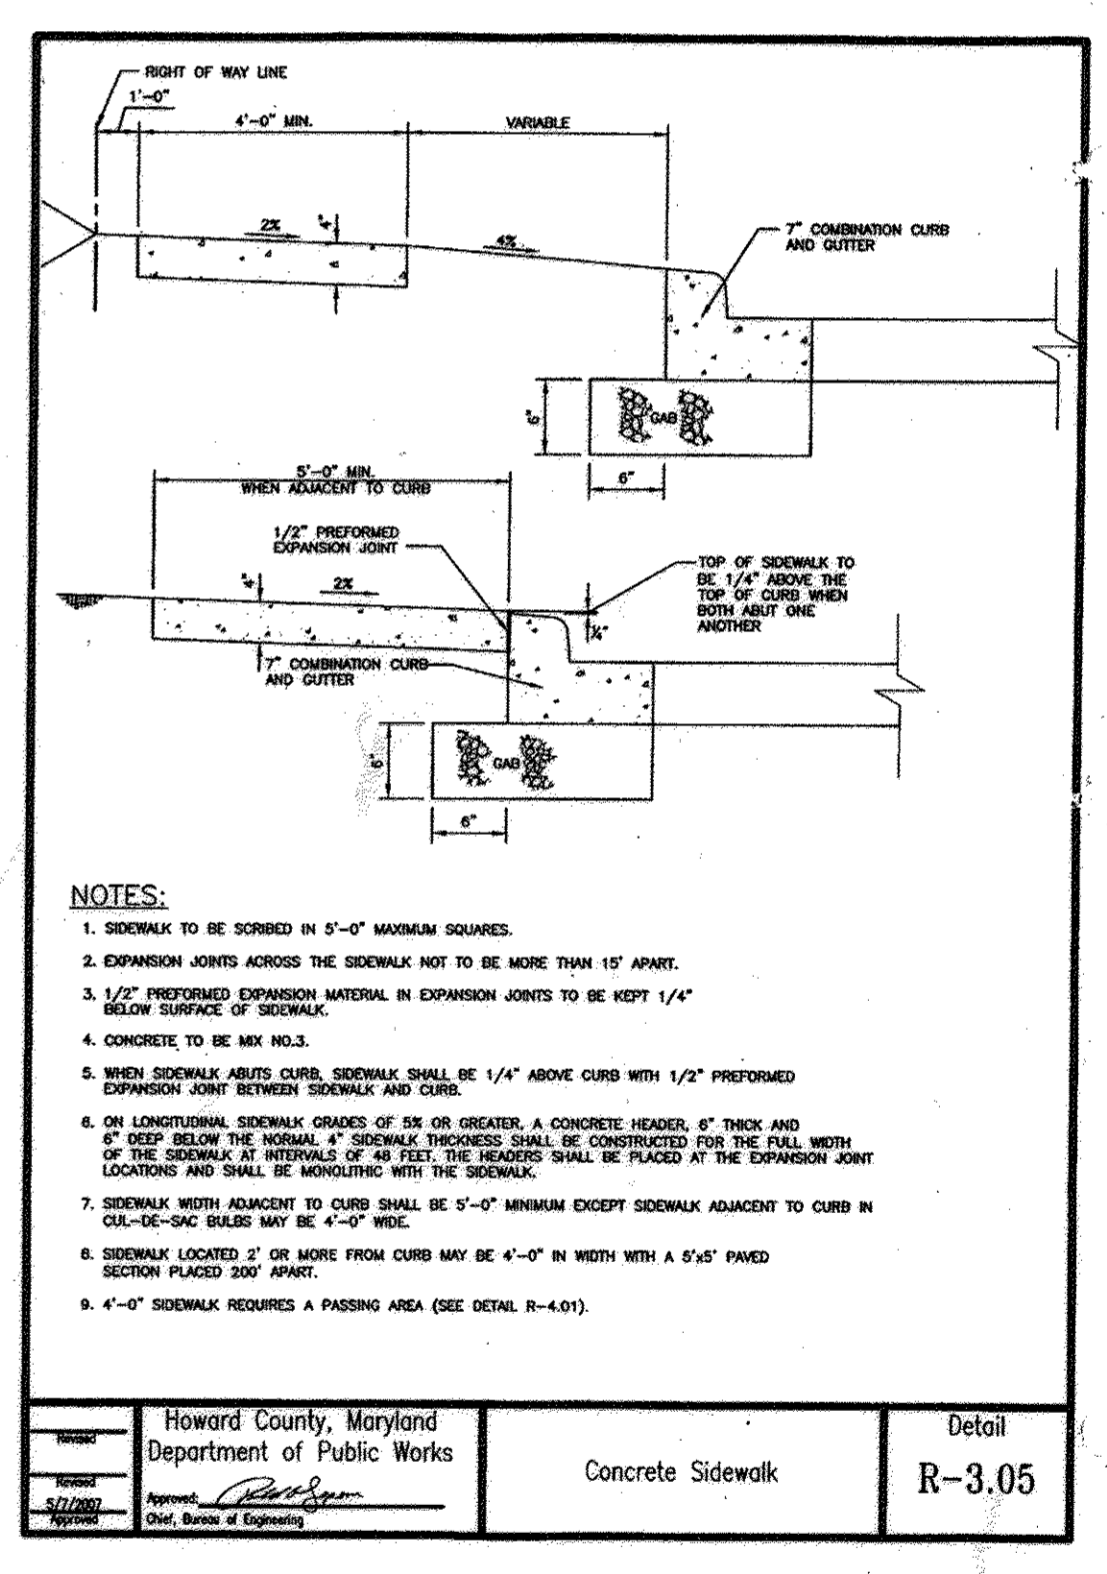 RIGHT OF WAY LINE
1'-0"
4'-0" MIN.
VARIABLE
2%
4"
4%
7" COMBINATION CURB
AND GUTTER
6"
GAB
6"
5'-0" MIN.
WHEN ADJACENT TO CURB
1/2" PREFORMED
EXPANSION JOINT
4"
2%
TOP OF SIDEWALK TO
BE 1/4" ABOVE THE
TOP OF CURB WHEN
BOTH ABUT ONE
ANOTHER
1/4"
7" COMBINATION CURB
AND GUTTER
6"
GAB
6"
NOTES:
1. SIDEWALK TO BE SCRIBED IN 5'-0" MAXIMUM SQUARES.
2. EXPANSION JOINTS ACROSS THE SIDEWALK NOT TO BE MORE THAN 15' APART.
3. 1/2" PREFORMED EXPANSION MATERIAL IN EXPANSION JOINTS TO BE KEPT 1/4"
BELOW SURFACE OF SIDEWALK.
4. CONCRETE TO BE MIX NO.3.
5. WHEN SIDEWALK ABUTS CURB, SIDEWALK SHALL BE 1/4" ABOVE CURB WITH 1/2" PREFORMED
EXPANSION JOINT BETWEEN SIDEWALK AND CURB.
6. ON LONGITUDINAL SIDEWALK GRADES OF 5% OR GREATER, A CONCRETE HEADER, 6" THICK AND
6" DEEP BELOW THE NORMAL 4" SIDEWALK THICKNESS SHALL BE CONSTRUCTED FOR THE FULL WIDTH
OF THE SIDEWALK AT INTERVALS OF 48 FEET. THE HEADERS SHALL BE PLACED AT THE EXPANSION JOINT
LOCATIONS AND SHALL BE MONOLITHIC WITH THE SIDEWALK.
7. SIDEWALK WIDTH ADJACENT TO CURB SHALL BE 5'-0" MINIMUM EXCEPT SIDEWALK ADJACENT TO CURB IN
CUL-DE-SAC BULBS MAY BE 4'-0" WIDE.
8. SIDEWALK LOCATED 2' OR MORE FROM CURB MAY BE 4'-0" IN WIDTH WITH A 5'x5' PAVED
SECTION PLACED 200' APART.
9. 4'-0" SIDEWALK REQUIRES A PASSING AREA (SEE DETAIL R-4.01).
Revised
Revised
5/7/2007
Approved
Howard County, Maryland
Department of Public Works
Approved:
Chief, Bureau of Engineering
Concrete Sidewalk
Detail
R-3.05